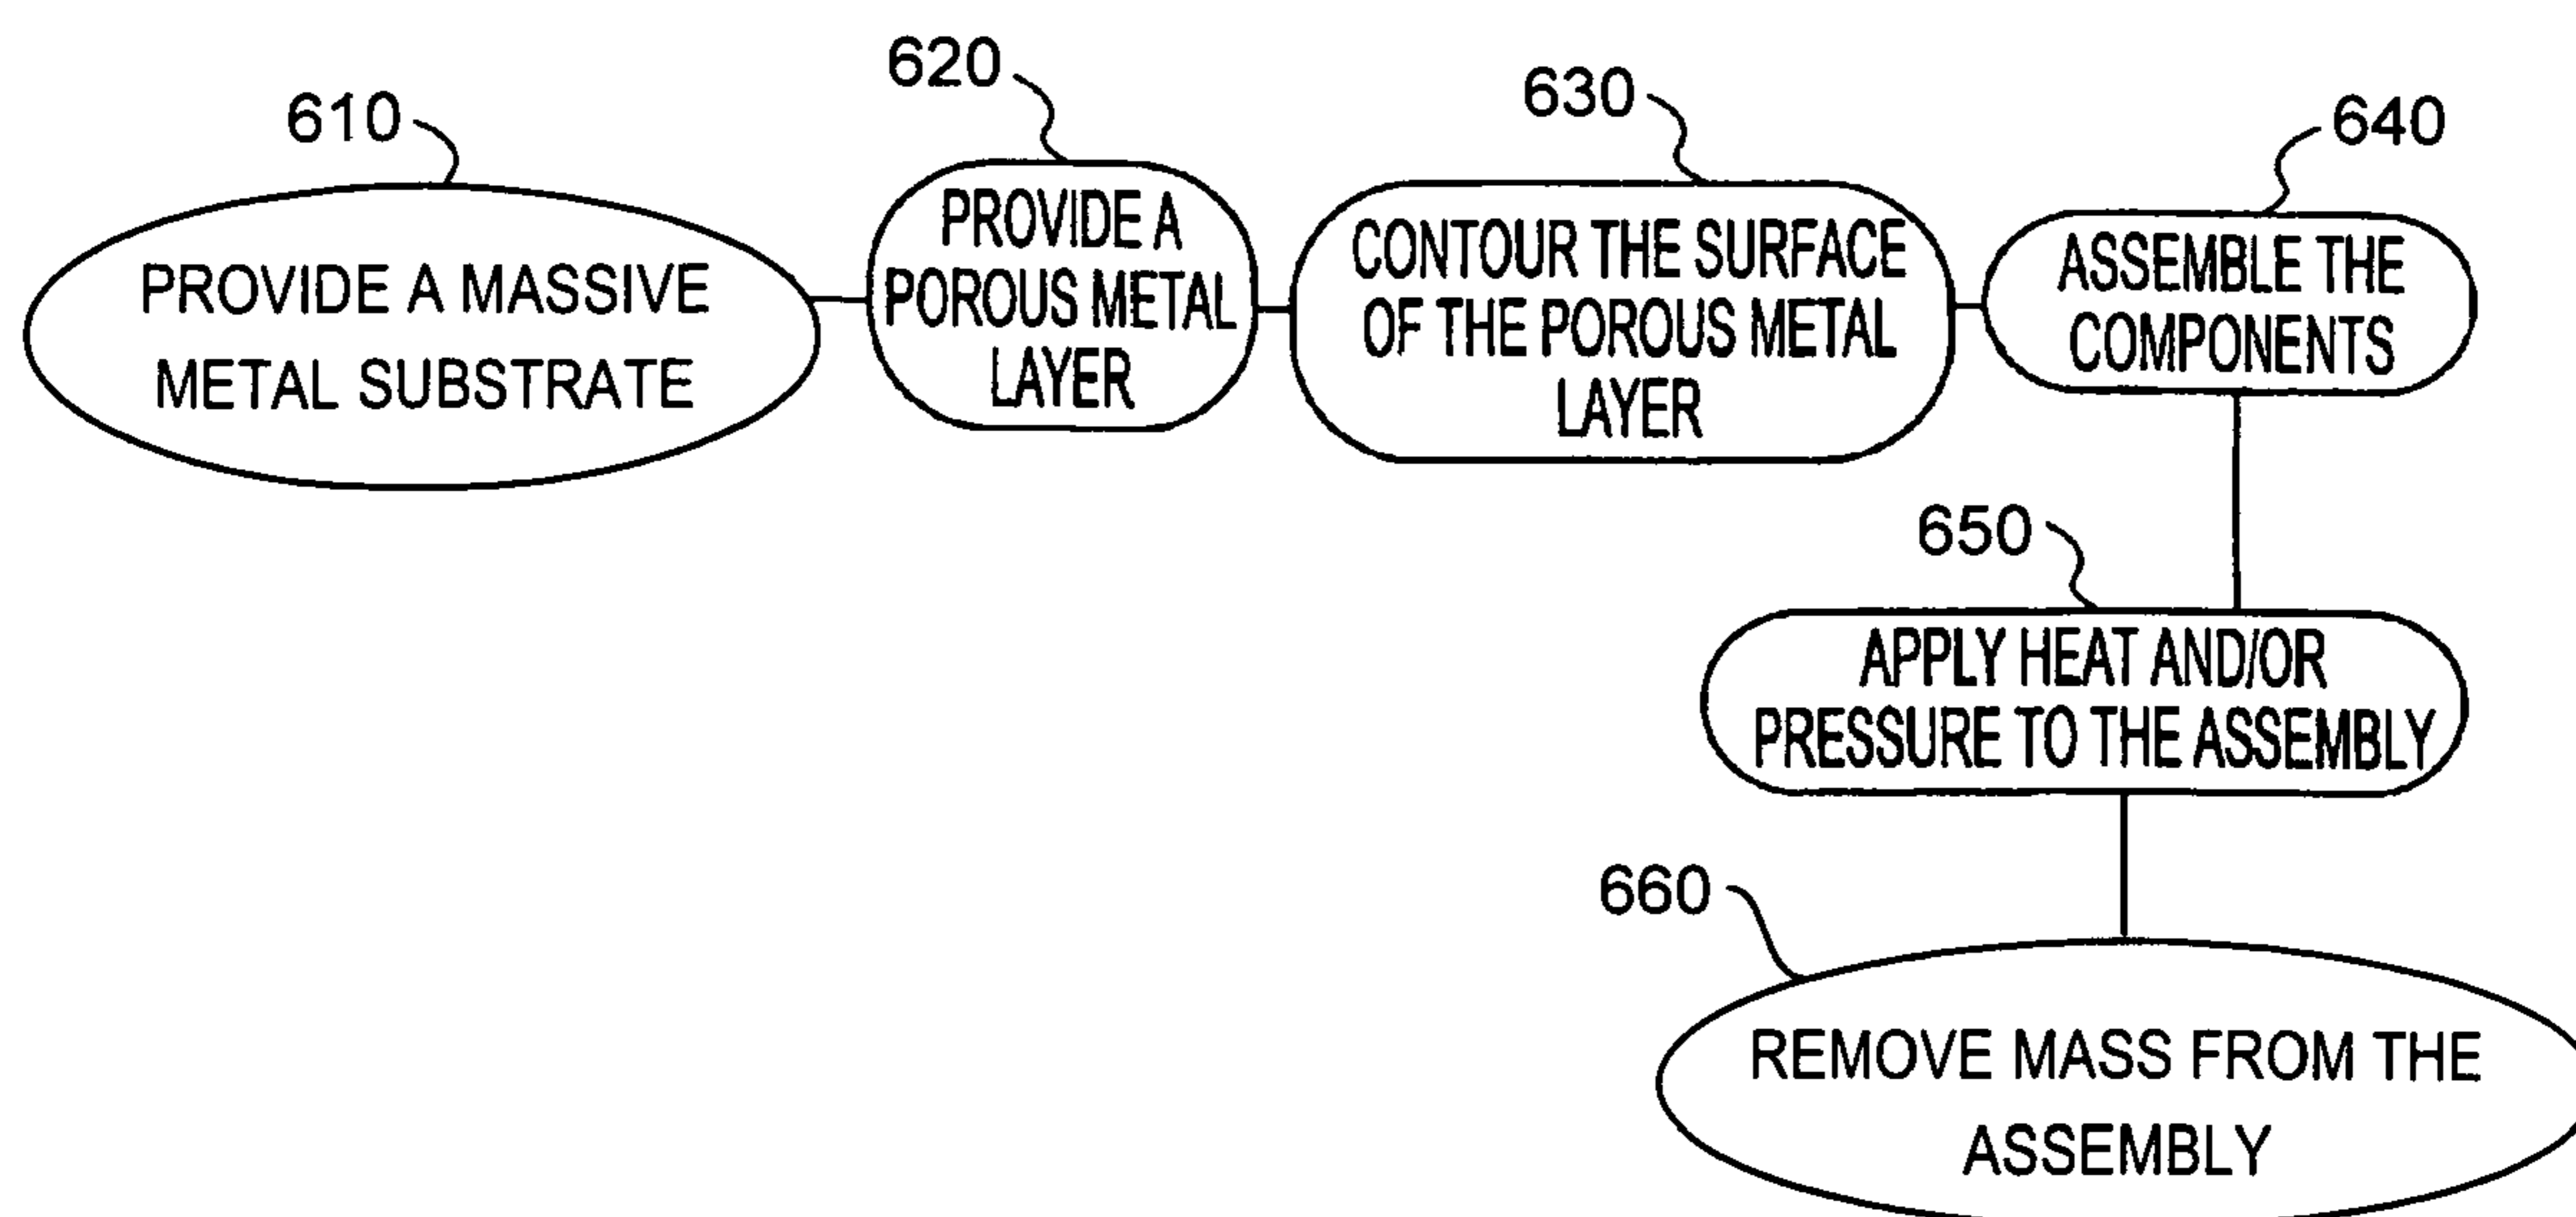 610
PROVIDE A MASSIVE
METAL SUBSTRATE
620
PROVIDE A
POROUS METAL
LAYER
630
CONTOUR THE SURFACE
OF THE POROUS METAL
LAYER
640
ASSEMBLE THE
COMPONENTS
650
APPLY HEAT AND/OR
PRESSURE TO THE ASSEMBLY
660
REMOVE MASS FROM THE
ASSEMBLY